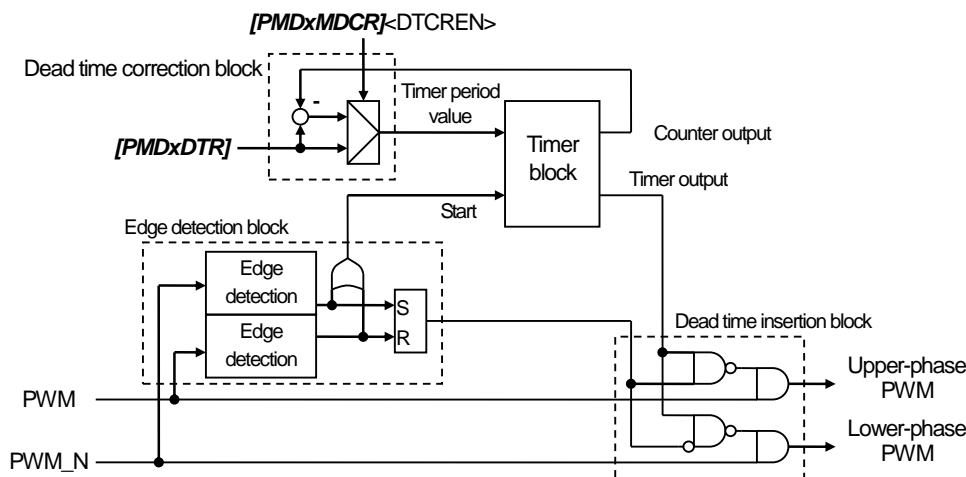 [PMDxMDCR]<DTCREN>
Dead time correction block
-
Timer period
value
[PMDxDTR]
Timer
block
Counter output
Timer output
Start
Edge detection block
Edge
detection
S
Edge
detection
R
Dead time insertion block
Upper-phase
PWM
PWM
Lower-phase
PWM
PWM_N